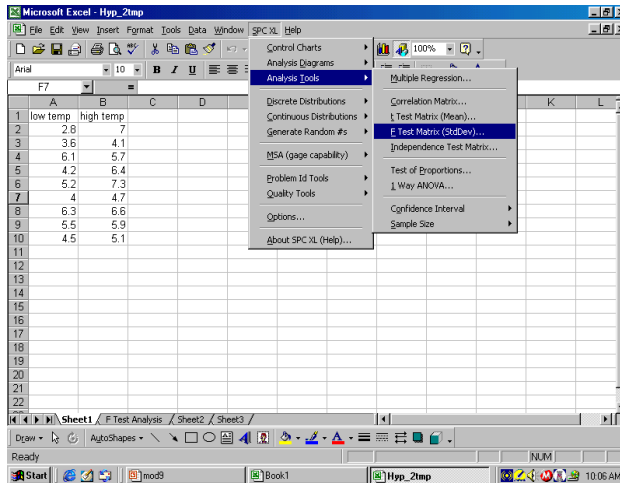 Microsoft Excel - Hyp_2tmp
File Edit View Insert Format Tools Data Window SPC XL Help
100%
Arial 10 B I U
F7 =
A B C D K L
1 low temp high temp
2 2.8 7
3 3.6 4.1
4 6.1 5.7
5 4.2 6.4
6 5.2 7.3
7 4 4.7
8 6.3 6.6
9 5.5 5.9
10 4.5 5.1
11
12
13
14
15
16
17
18
19
20
21
22
Control Charts
Analysis Diagrams
Analysis Tools
Discrete Distributions
Continuous Distributions
Generate Random #s
MSA (gage capability)
Problem Id Tools
Quality Tools
Options...
About SPC XL (Help)...
Multiple Regression...
Correlation Matrix...
t Test Matrix (Mean)...
F Test Matrix (StdDev)...
Independence Test Matrix...
Test of Proportions...
1 Way ANOVA...
Confidence Interval
Sample Size
Sheet1 F Test Analysis Sheet2 Sheet3
Draw AutoShapes
Ready NUM
Start mod9 Book1 Hyp_2tmp 10:06 AM